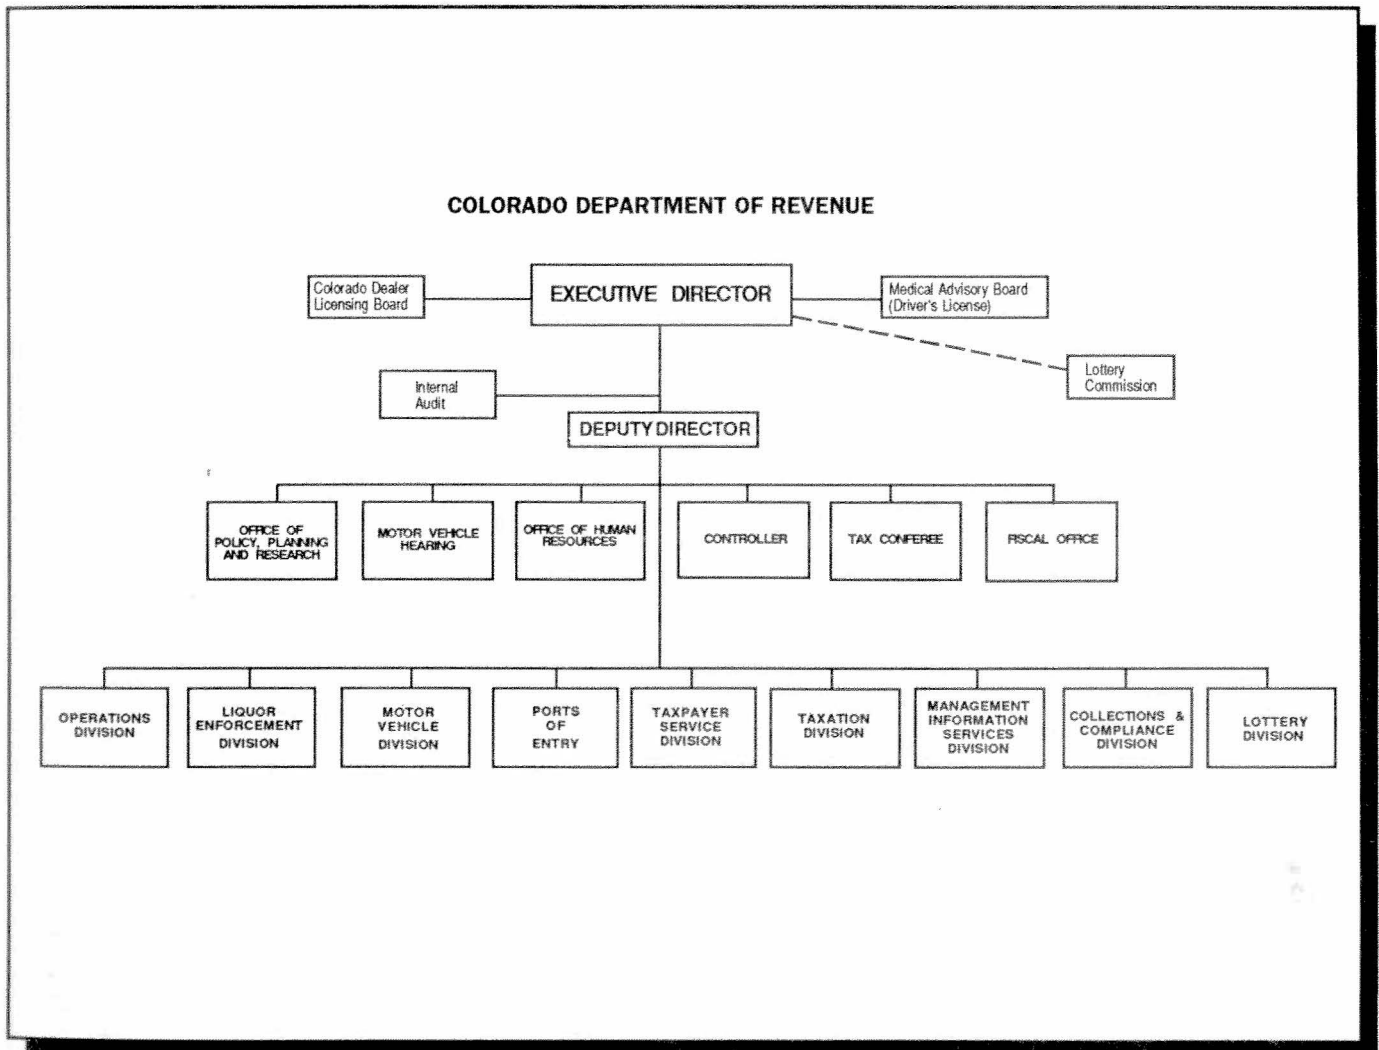 COLORADO DEPARTMENT OF REVENUE
Colorado Dealer
Licensing Board
EXECUTIVE DIRECTOR
Medical Advisory Board
(Driver's License)
Lottery
Commission
Internal
Audit
DEPUTY DIRECTOR
OFFICE OF
POLICY, PLANNING
AND RESEARCH
MOTOR VEHICLE
HEARING
OFFICE OF HUMAN
RESOURCES
CONTROLLER
TAX CONFEREE
FISCAL OFFICE
OPERATIONS
DIVISION
LIQUOR
ENFORCEMENT
DIVISION
MOTOR
VEHICLE
DIVISION
PORTS
OF
ENTRY
TAXPAYER
SERVICE
DIVISION
TAXATION
DIVISION
MANAGEMENT
INFORMATION
SERVICES
DIVISION
COLLECTIONS &
COMPLIANCE
DIVISION
LOTTERY
DIVISION